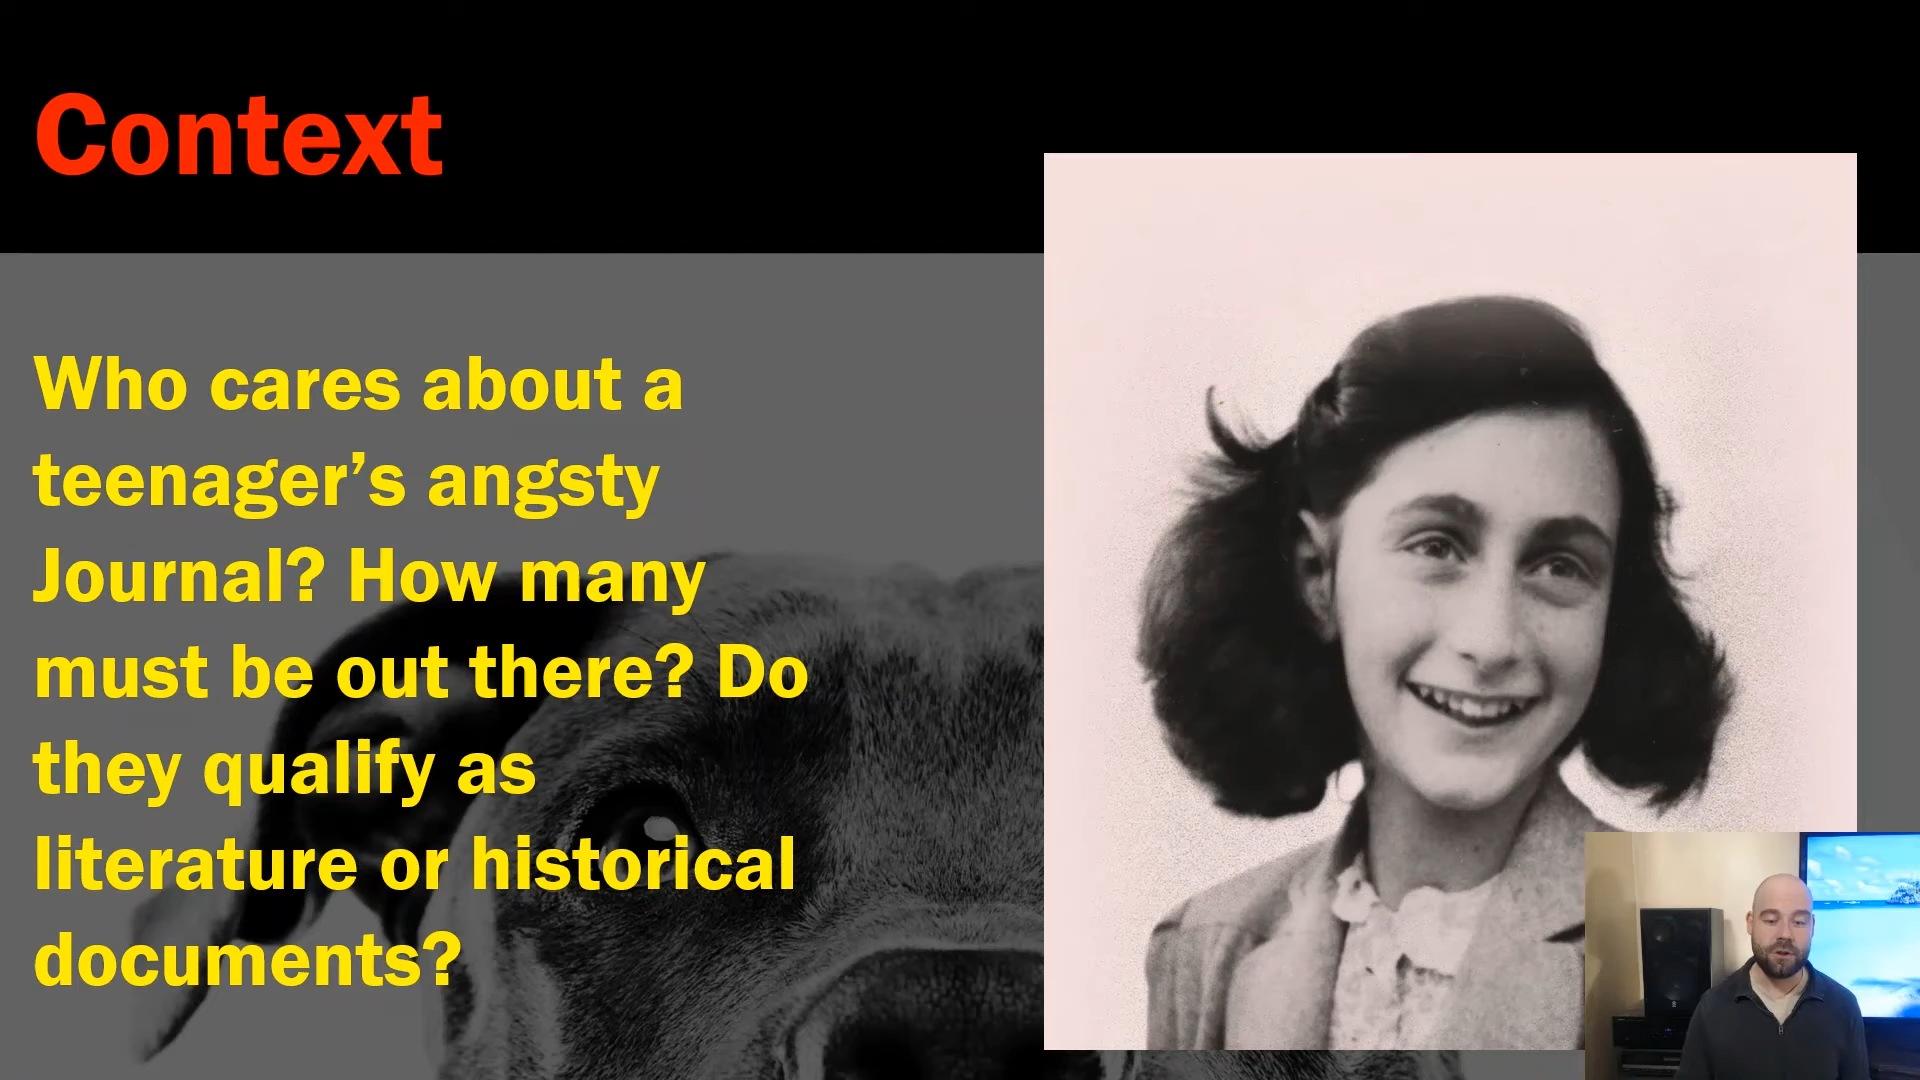 Context
Who cares about a
teenager’s angsty
Journal? How many
must be out there? Do
they qualify as
literature or historical
documents?